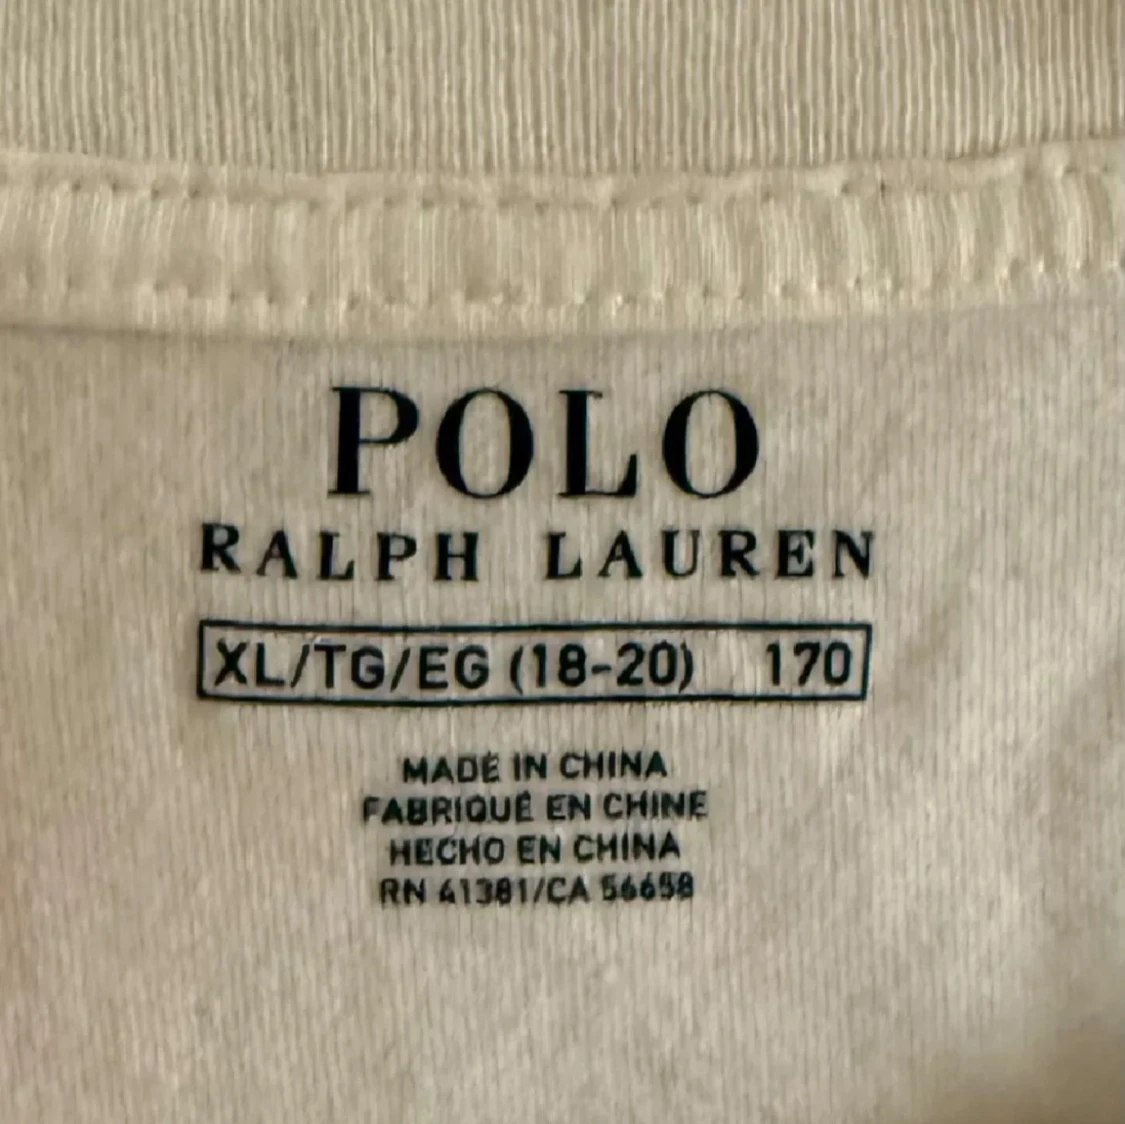 POLO
RALPH LAUREN
XL/TG/EG (18-20) 170
MADE IN CHINA
FABRIQUÉ EN CHINE
HECHO EN CHINA
RN 41381/CA 56658